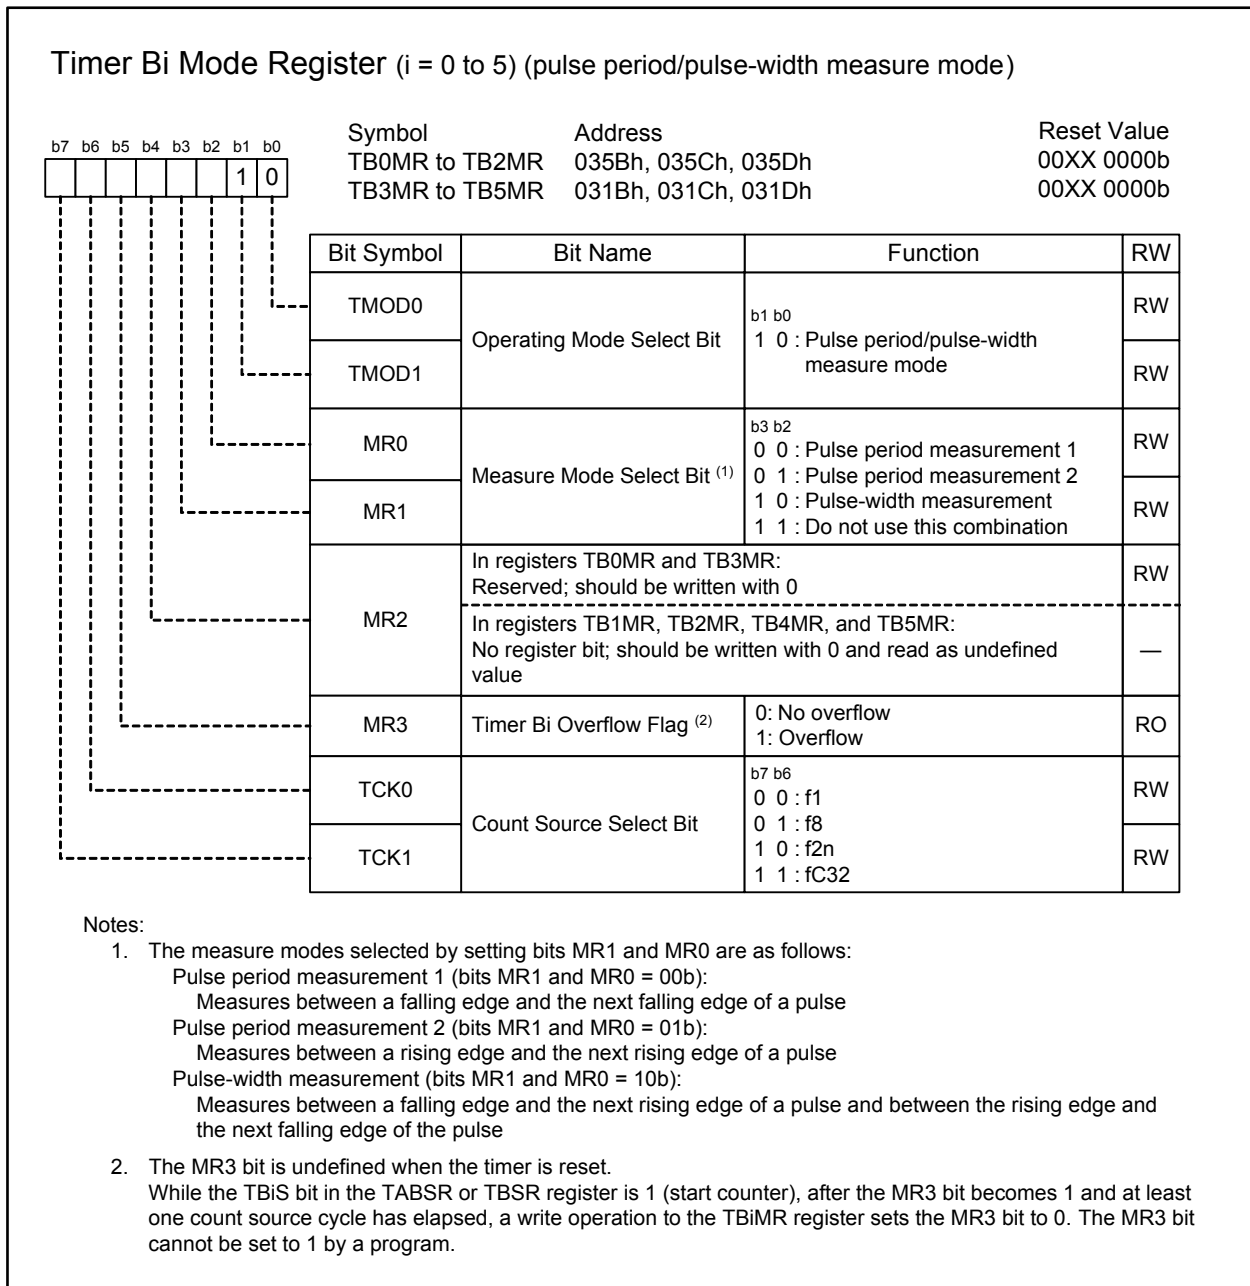 Timer Bi Mode Register (i = 0 to 5) (pulse period/pulse-width measure mode)
b7 b6 b5 b4 b3 b2 b1 b0
1 0
Symbol Address Reset Value
TB0MR to TB2MR 035Bh, 035Ch, 035Dh 00XX 0000b
TB3MR to TB5MR 031Bh, 031Ch, 031Dh 00XX 0000b
Bit Symbol Bit Name Function RW
TMOD0 RW
Operating Mode Select Bit
b1 b0
1 0 : Pulse period/pulse-width
measure mode
TMOD1 RW
MR0 RW
Measure Mode Select Bit (1)
b3 b2
0 0 : Pulse period measurement 1
0 1 : Pulse period measurement 2
1 0 : Pulse-width measurement
1 1 : Do not use this combination
MR1 RW
MR2
In registers TB0MR and TB3MR:
Reserved; should be written with 0
RW
In registers TB1MR, TB2MR, TB4MR, and TB5MR:
No register bit; should be written with 0 and read as undefined
value
—
MR3 Timer Bi Overflow Flag (2)
0: No overflow
1: Overflow
RO
TCK0 RW
Count Source Select Bit
b7 b6
0 0 : f1
0 1 : f8
1 0 : f2n
1 1 : fC32
TCK1 RW
Notes:
1. The measure modes selected by setting bits MR1 and MR0 are as follows:
Pulse period measurement 1 (bits MR1 and MR0 = 00b):
Measures between a falling edge and the next falling edge of a pulse
Pulse period measurement 2 (bits MR1 and MR0 = 01b):
Measures between a rising edge and the next rising edge of a pulse
Pulse-width measurement (bits MR1 and MR0 = 10b):
Measures between a falling edge and the next rising edge of a pulse and between the rising edge and
the next falling edge of the pulse
2. The MR3 bit is undefined when the timer is reset.
While the TBiS bit in the TABSR or TBSR register is 1 (start counter), after the MR3 bit becomes 1 and at least
one count source cycle has elapsed, a write operation to the TBiMR register sets the MR3 bit to 0. The MR3 bit
cannot be set to 1 by a program.